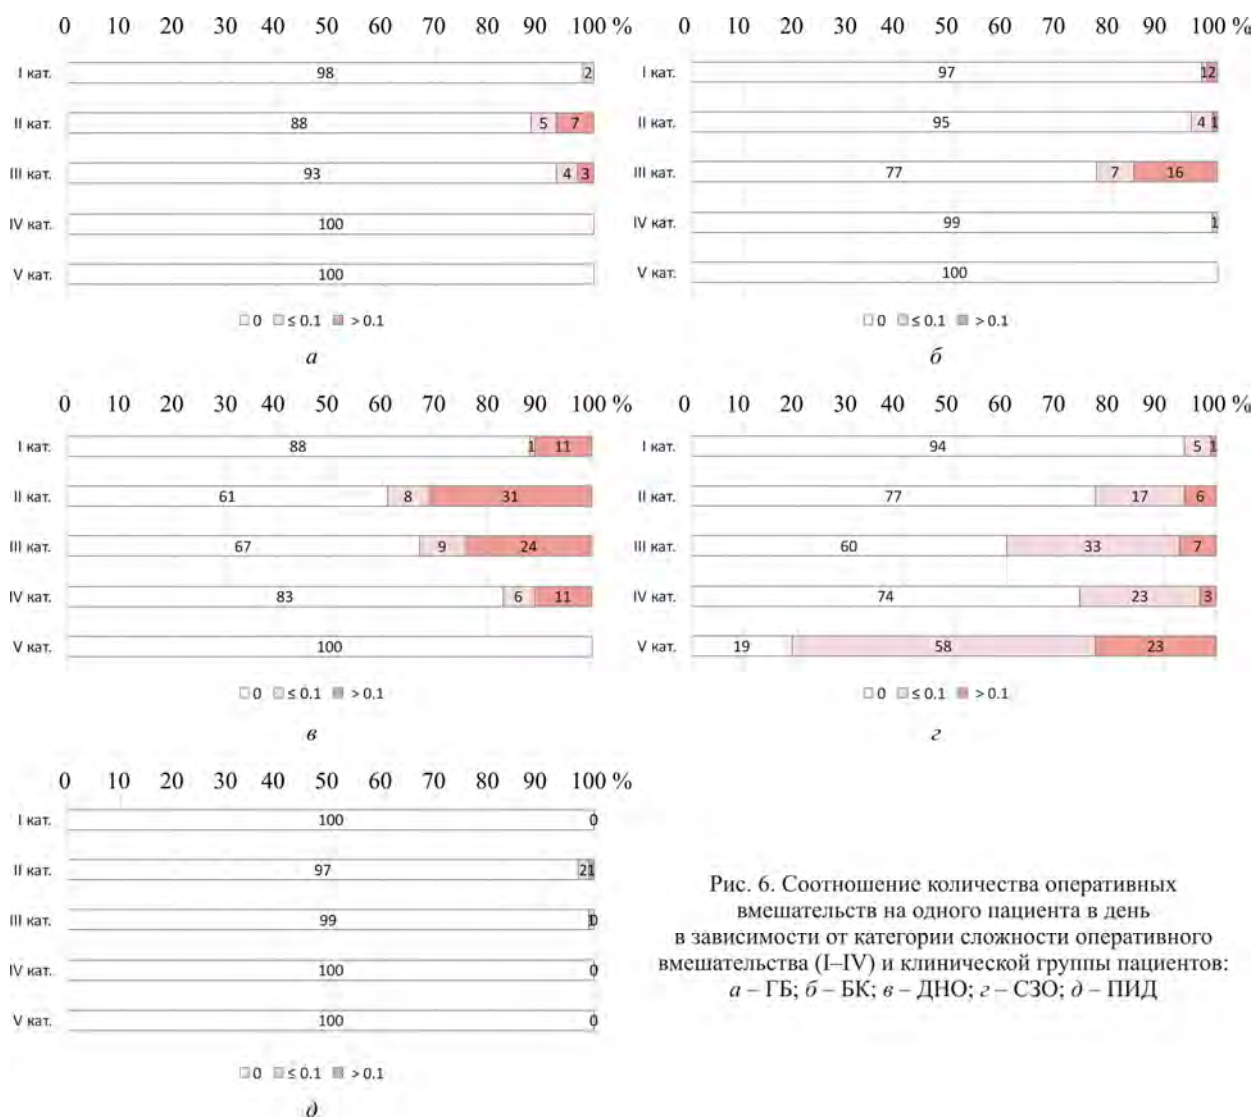 0 10 20 30 40 50 60 70 80 90 100 %
I кат. 98 2
II кат. 88 5 7
III кат. 93 4 3
IV кат. 100
V кат. 100
0 ≤ 0.1 > 0.1
а
0 10 20 30 40 50 60 70 80 90 100 %
I кат. 97 1 2
II кат. 95 4 1
III кат. 77 7 16
IV кат. 99 1
V кат. 100
0 ≤ 0.1 > 0.1
б
0 10 20 30 40 50 60 70 80 90 100 %
I кат. 88 1 11
II кат. 61 8 31
III кат. 67 9 24
IV кат. 83 6 11
V кат. 100
0 ≤ 0.1 > 0.1
в
0 10 20 30 40 50 60 70 80 90 100 %
I кат. 94 5 1
II кат. 77 17 6
III кат. 60 33 7
IV кат. 74 23 3
V кат. 19 58 23
0 ≤ 0.1 > 0.1
г
0 10 20 30 40 50 60 70 80 90 100 %
I кат. 100 0
II кат. 97 2 1
III кат. 99 1 0
IV кат. 100 0
V кат. 100 0
0 ≤ 0.1 > 0.1
д
Рис. 6. Соотношение количества оперативных
вмешательств на одного пациента в день
в зависимости от категории сложности оперативного
вмешательства (I–IV) и клинической группы пациентов:
а – ГБ; б – БК; в – ДНО; г – СЗО; д – ПИД